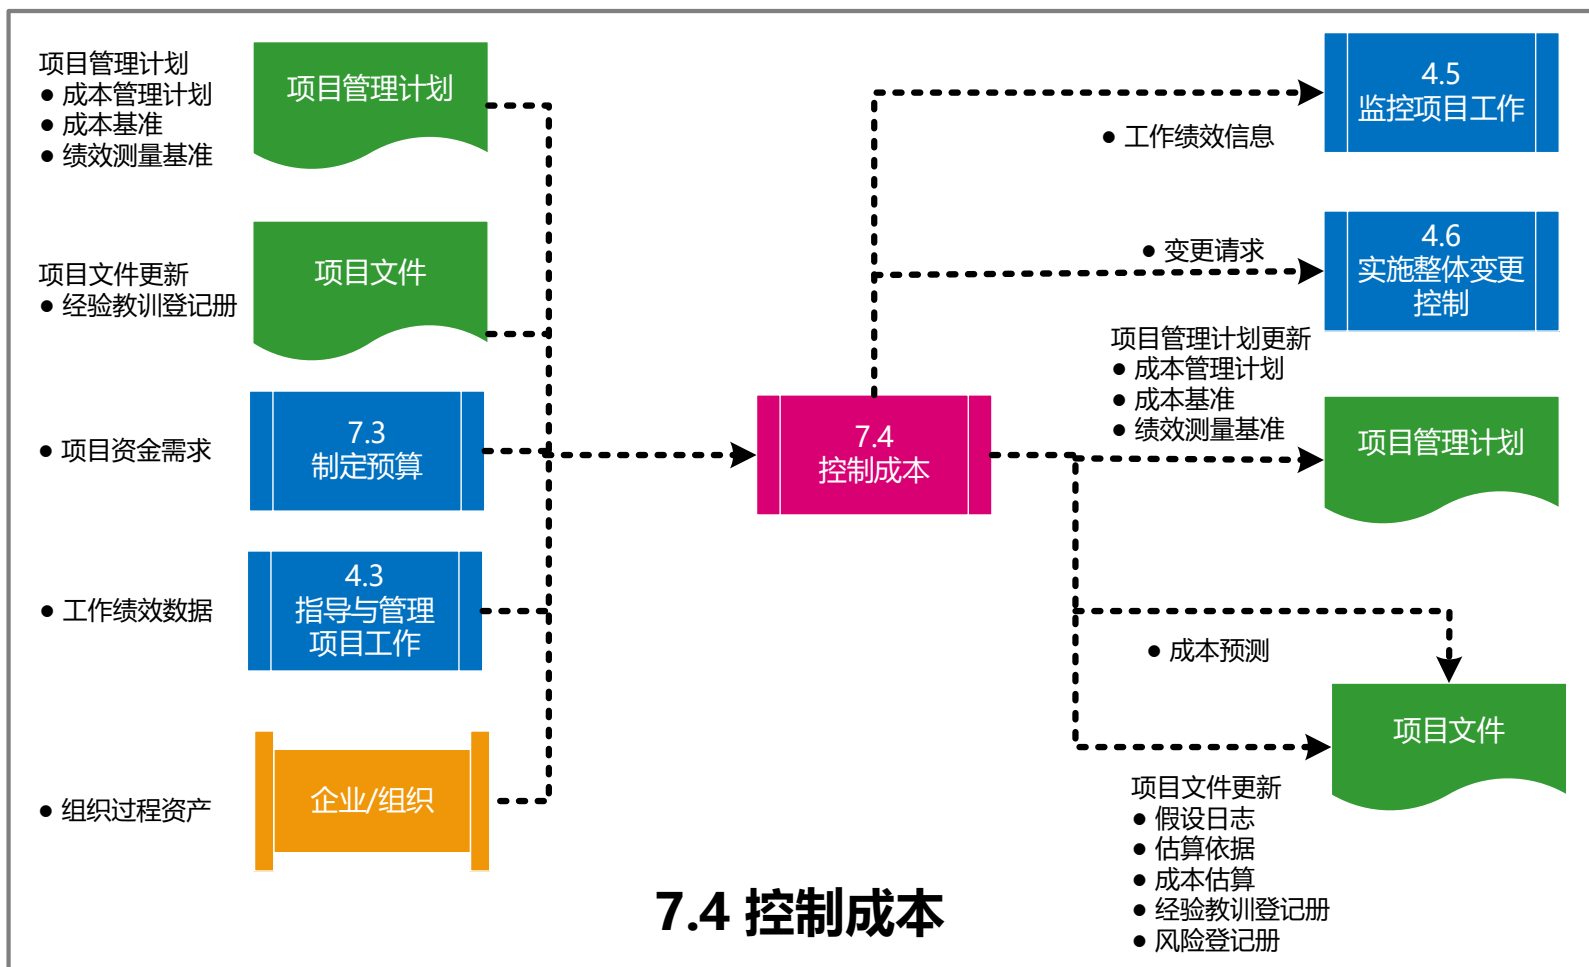 项目管理计划
● 成本管理计划
● 成本基准
● 绩效测量基准
项目管理计划
项目文件更新
● 经验教训登记册
项目文件
● 项目资金需求
7.3
制定预算
● 工作绩效数据
4.3
指导与管理
项目工作
● 组织过程资产
企业/组织
7.4
控制成本
4.5
监控项目工作
● 工作绩效信息
● 变更请求
4.6
实施整体变更
控制
项目管理计划更新
● 成本管理计划
● 成本基准
● 绩效测量基准
项目管理计划
● 成本预测
项目文件
项目文件更新
● 假设日志
● 估算依据
● 成本估算
● 经验教训登记册
● 风险登记册
7.4 控制成本